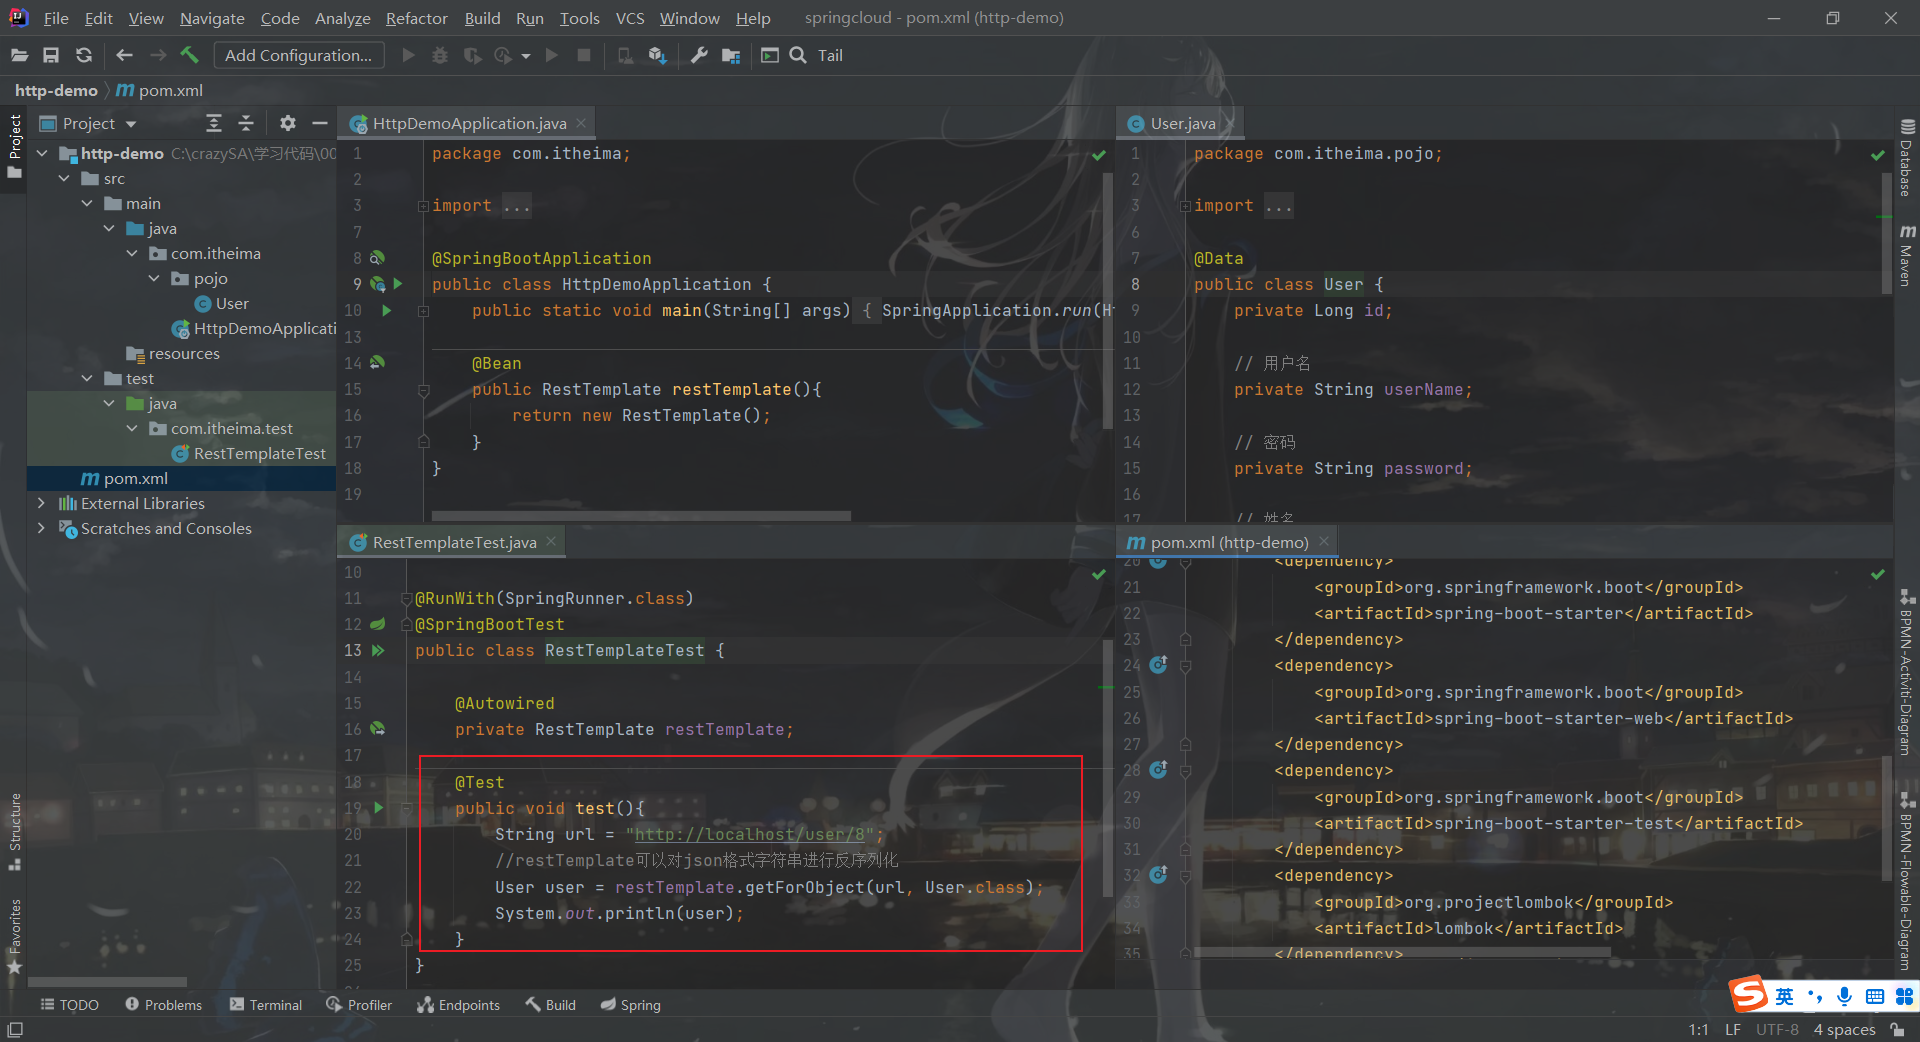 File Edit View Navigate Code Analyze Refactor Build Run Tools VCS Window Help springcloud - pom.xml (http-demo)
Add Configuration... Tail
http-demo pom.xml
Project
Project
http-demo C:\crazySA\学习代码\00
src
main
java
com.itheima
pojo
User
HttpDemoApplicati
resources
test
java
com.itheima.test
RestTemplateTest
pom.xml
External Libraries
Scratches and Consoles
Structure
Favorites
HttpDemoApplication.java
1 package com.itheima;
2
3 import ...
7
8 @SpringBootApplication
9 public class HttpDemoApplication {
10 public static void main(String[] args) { SpringApplication.run(H
13
14 @Bean
15 public RestTemplate restTemplate(){
16 return new RestTemplate();
17 }
18 }
19
User.java
1 package com.itheima.pojo;
2
3 import ...
6
7 @Data
8 public class User {
9 private Long id;
10
11 // 用户名
12 private String userName;
13
14 // 密码
15 private String password;
16
17 // 姓名
RestTemplateTest.java
10
11 @RunWith(SpringRunner.class)
12 @SpringBootTest
13 public class RestTemplateTest {
14
15 @Autowired
16 private RestTemplate restTemplate;
17
18 @Test
19 public void test(){
20 String url = "http://localhost/user/8";
21 //restTemplate可以对json格式字符串进行反序列化
22 User user = restTemplate.getForObject(url, User.class);
23 System.out.println(user);
24 }
25 }
pom.xml (http-demo)
20 <dependency>
21 <groupId>org.springframework.boot</groupId>
22 <artifactId>spring-boot-starter</artifactId>
23 </dependency>
24 <dependency>
25 <groupId>org.springframework.boot</groupId>
26 <artifactId>spring-boot-starter-web</artifactId>
27 </dependency>
28 <dependency>
29 <groupId>org.springframework.boot</groupId>
30 <artifactId>spring-boot-starter-test</artifactId>
31 </dependency>
32 <dependency>
33 <groupId>org.projectlombok</groupId>
34 <artifactId>lombok</artifactId>
35 </dependency>
Database
Maven
BPMN-Activiti-Diagram
BPMN-Flowable-Diagram
TODO Problems Terminal Profiler Endpoints Build Spring
英
1:1 LF UTF-8 4 spaces